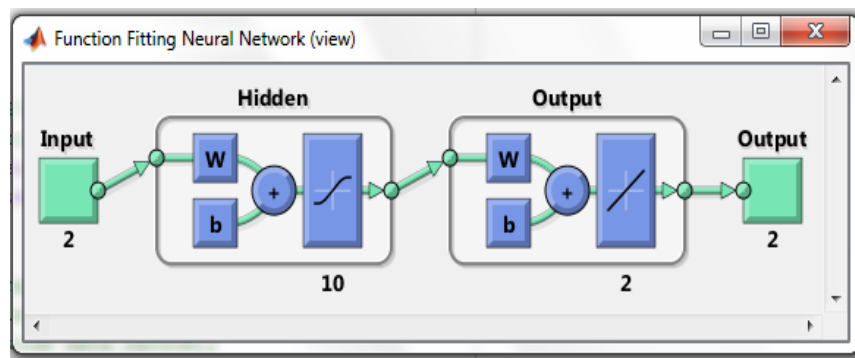 Function Fitting Neural Network (view)
Hidden
Output
Input
Output
W
b
+
W
b
+
2
10
2
2